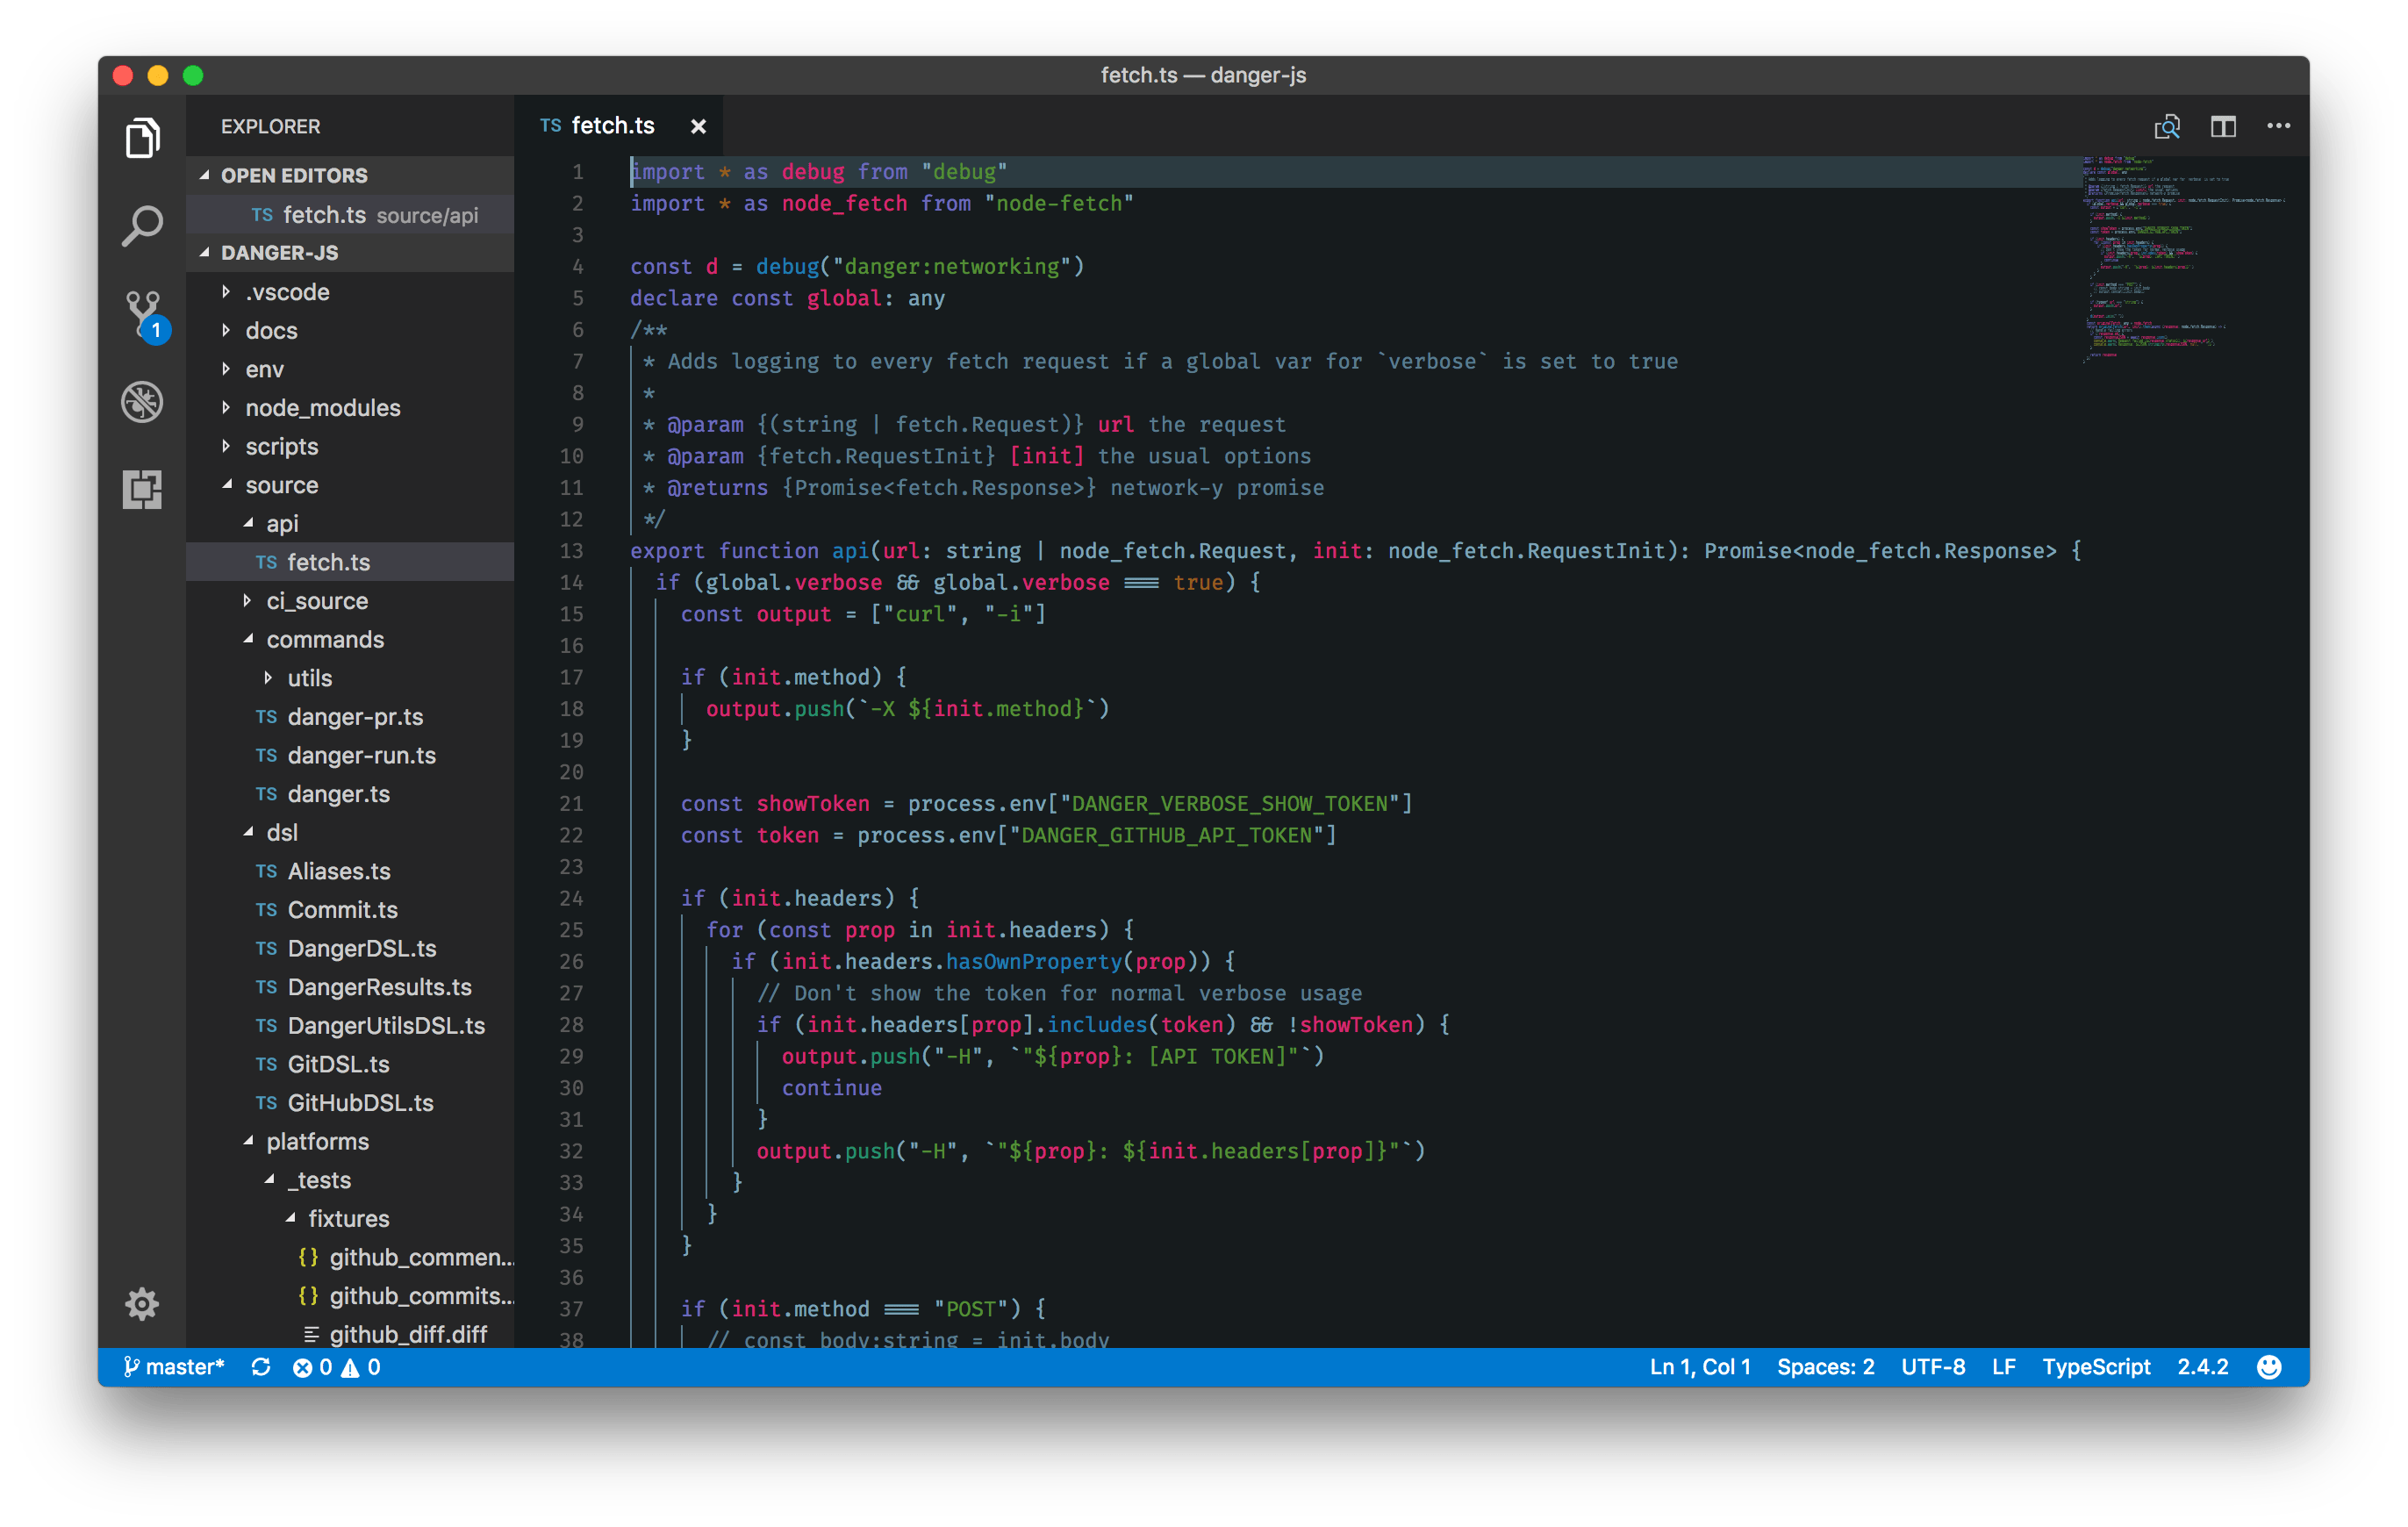 fetch.ts — danger-js
EXPLORER
OPEN EDITORS
TS fetch.ts source/api
DANGER-JS
.vscode
docs
env
node_modules
scripts
source
api
TS fetch.ts
ci_source
commands
utils
TS danger-pr.ts
TS danger-run.ts
TS danger.ts
dsl
TS Aliases.ts
TS Commit.ts
TS DangerDSL.ts
TS DangerResults.ts
TS DangerUtilsDSL.ts
TS GitDSL.ts
TS GitHubDSL.ts
platforms
_tests
fixtures
{} github_commen...
{} github_commits...
github_diff.diff
1
TS fetch.ts
1 import * as debug from "debug"
2 import * as node_fetch from "node-fetch"
3
4 const d = debug("danger:networking")
5 declare const global: any
6 /**
7 * Adds logging to every fetch request if a global var for `verbose` is set to true
8 *
9 * @param {(string | fetch.Request)} url the request
10 * @param {fetch.RequestInit} [init] the usual options
11 * @returns {Promise<fetch.Response>} network-y promise
12 */
13 export function api(url: string | node_fetch.Request, init: node_fetch.RequestInit): Promise<node_fetch.Response> {
14 if (global.verbose && global.verbose === true) {
15 const output = ["curl", "-i"]
16
17 if (init.method) {
18 output.push(`-X ${init.method}`)
19 }
20
21 const showToken = process.env["DANGER_VERBOSE_SHOW_TOKEN"]
22 const token = process.env["DANGER_GITHUB_API_TOKEN"]
23
24 if (init.headers) {
25 for (const prop in init.headers) {
26 if (init.headers.hasOwnProperty(prop)) {
27 // Don't show the token for normal verbose usage
28 if (init.headers[prop].includes(token) && !showToken) {
29 output.push("-H", `"${prop}: [API TOKEN]"`)
30 continue
31 }
32 output.push("-H", `"${prop}: ${init.headers[prop]}"`)
33 }
34 }
35 }
36
37 if (init.method === "POST") {
38 // const body:string = init.body
master* 0 0
Ln 1, Col 1 Spaces: 2 UTF-8 LF TypeScript 2.4.2